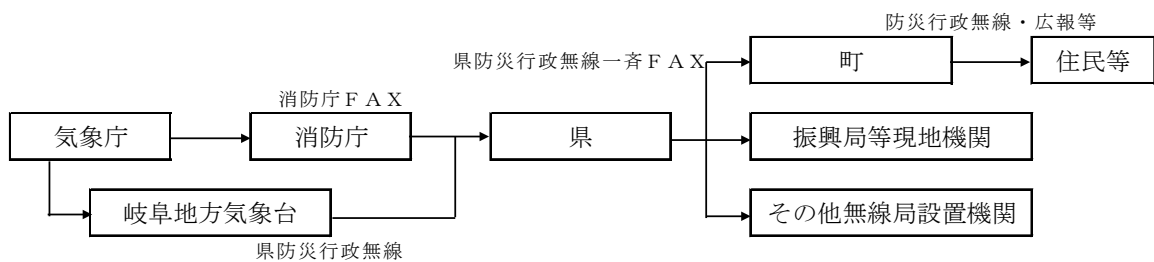 防災行政無線・広報等
県防災行政無線一斉ＦＡＸ
町
住民等
消防庁ＦＡＸ
気象庁
消防庁
県
振興局等現地機関
岐阜地方気象台
その他無線局設置機関
県防災行政無線